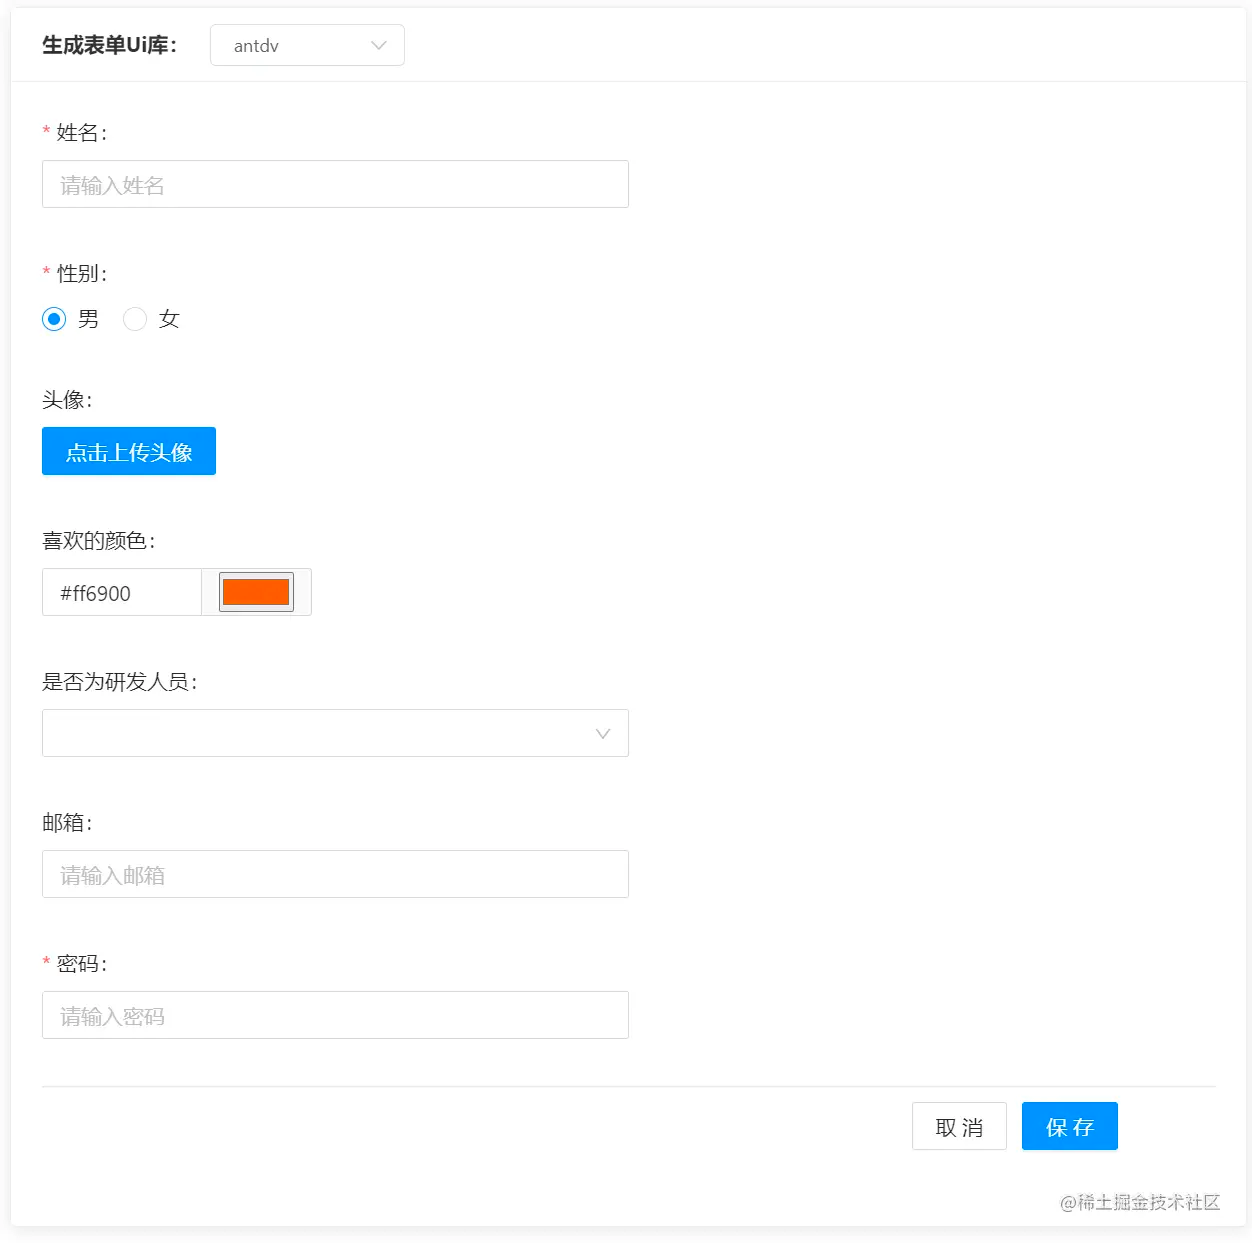 生成表单Ui库： antdv
* 姓名：
请输入姓名
* 性别：
男 女
头像：
点击上传头像
喜欢的颜色：
#ff6900
是否为研发人员：
邮箱：
请输入邮箱
* 密码：
请输入密码
取 消 保 存
@稀土掘金技术社区